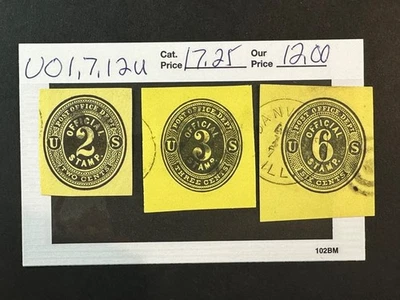 UO1,7,12u Cat. Price 17.25 Our Price 12.00
POST OFFICE DEPT
OFFICIAL
U 2 S
STAMP
TWO CENTS
POST OFFICE DEPT
OFFICIAL
U 3 S
STAMP
THREE CENTS
POST OFFICE DEPT
OFFICIAL
U 6 S
STAMP
SIX CENTS
ILL
102BM